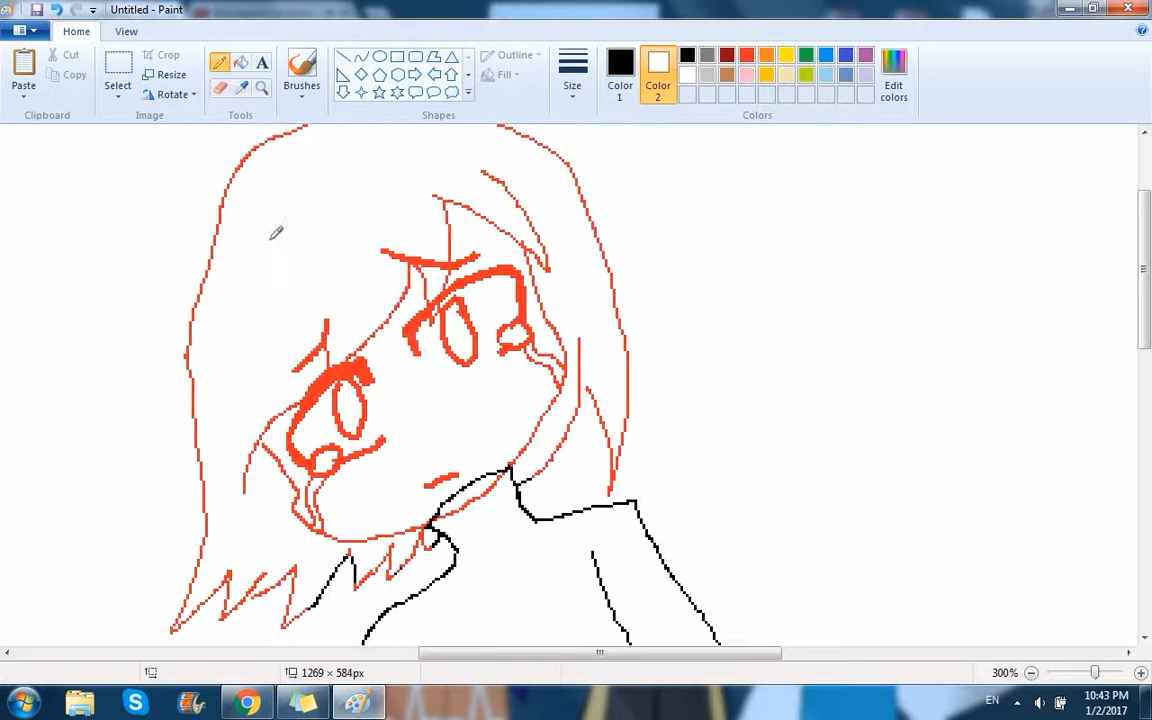 Untitled - Paint
Home View
Paste
Cut
Copy
Clipboard
Select
Crop
Resize
Rotate
Image
A
Tools
Brushes
Outline
Fill
Shapes
Size
Color 1
Color 2
Edit colors
Colors
1269 × 584px
300%
EN
10:43 PM
1/2/2017